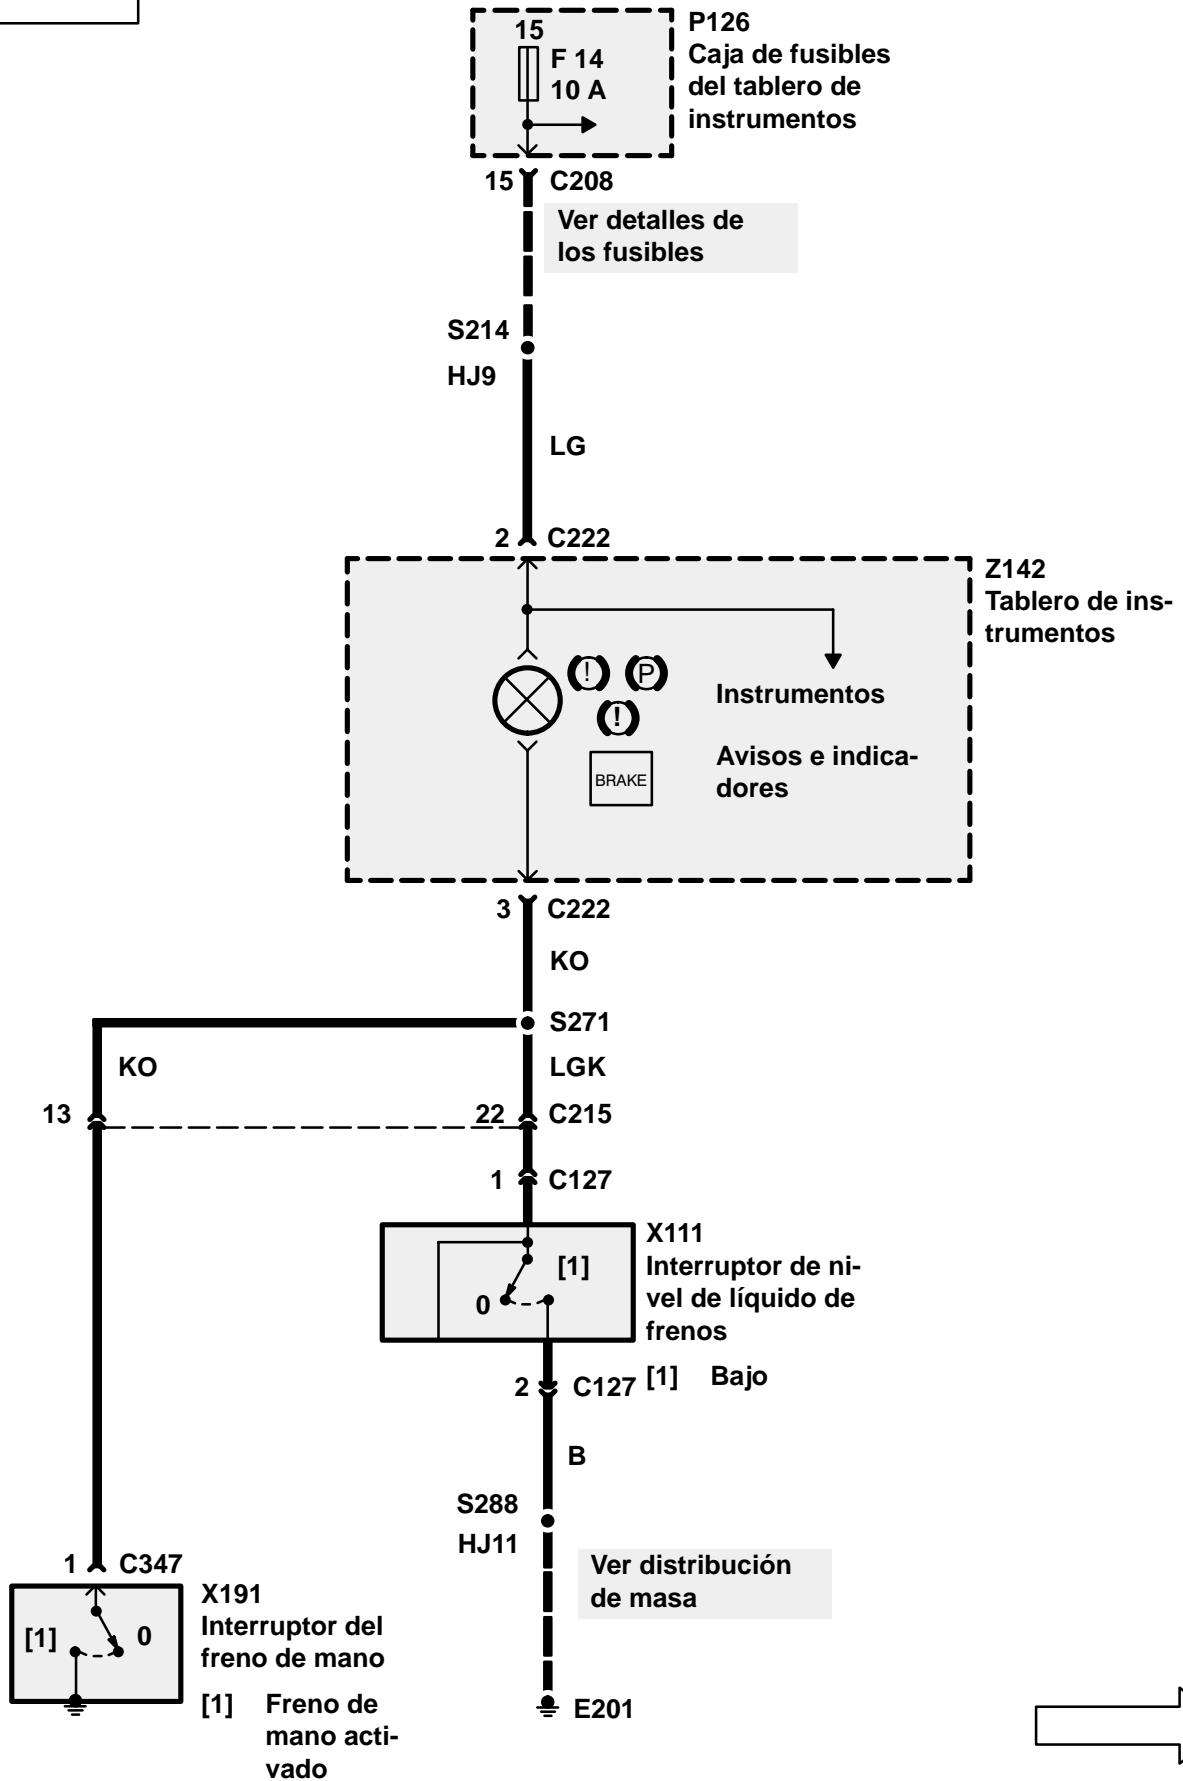 P126
Caja de fusibles
del tablero de
instrumentos
15
F 14
10 A
15 C208
Ver detalles de
los fusibles
S214
HJ9
LG
2 C222
Z142
Tablero de ins-
trumentos
! P
!
BRAKE
Instrumentos
Avisos e indica-
dores
3 C222
KO
S271
KO LGK
13 22 C215
1 C127
X111
Interruptor de ni-
vel de líquido de
frenos
[1] Bajo
[1]
0
2 C127
B
S288
HJ11
Ver distribución
de masa
1 C347
X191
Interruptor del
freno de mano
[1] Freno de
mano acti-
vado
[1] 0
E201